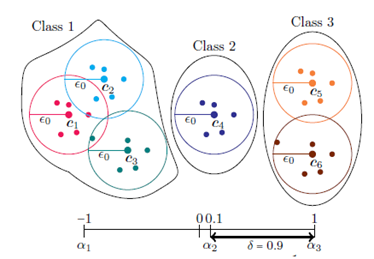 Class 1
Class 2
Class 3
ϵ₀
c₂
ϵ₀
c₁
ϵ₀
c₃
ϵ₀
c₄
ϵ₀
c₅
ϵ₀
c₆
−1
0
0.1
1
α₁
α₂
δ = 0.9
α₃